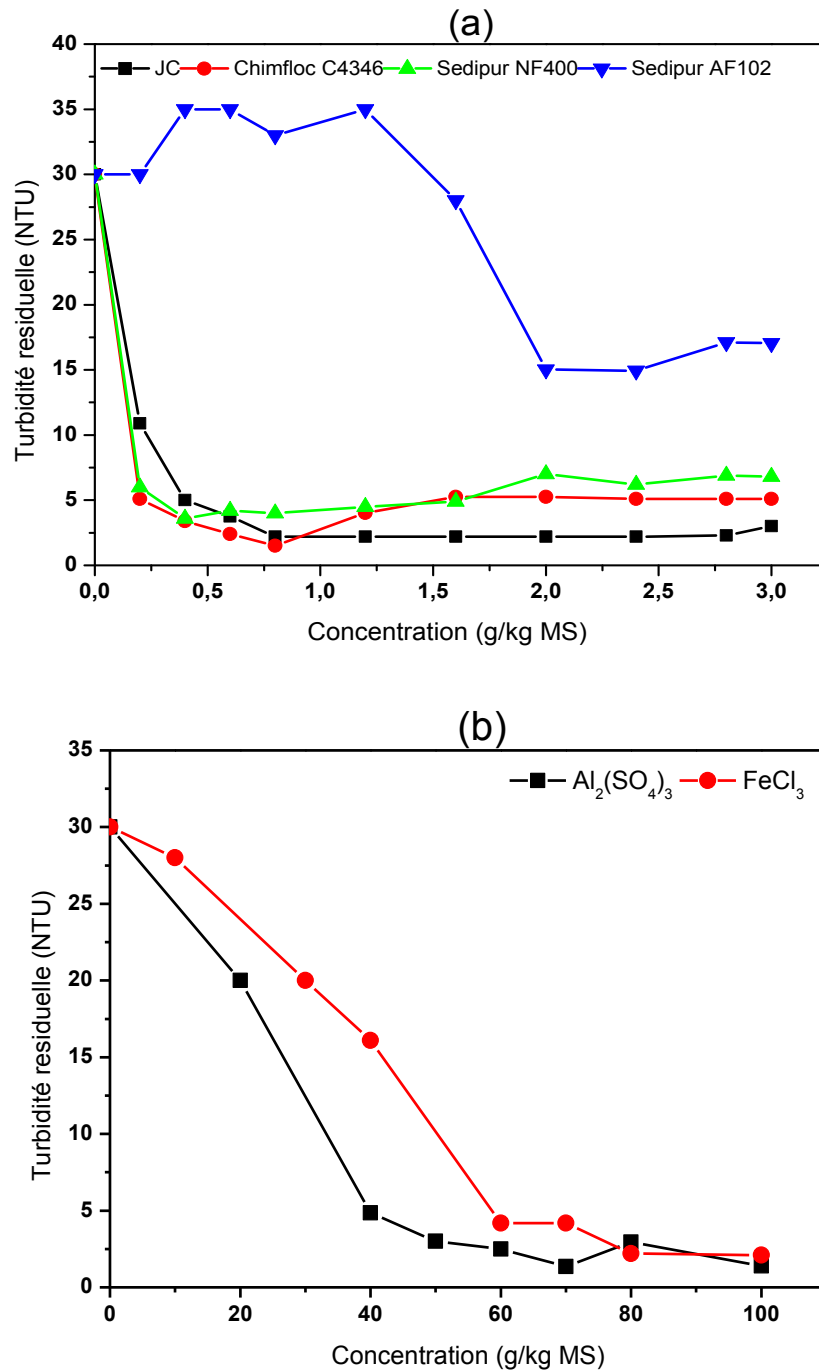 (a)
40
JC Chimfloc C4346 Sedipur NF400 Sedipur AF102
35
30
25
20
15
10
5
0
Turbidité residuelle (NTU)
0,0 0,5 1,0 1,5 2,0 2,5 3,0
Concentration (g/kg MS)
(b)
35
Al₂(SO₄)₃ FeCl₃
30
25
20
15
10
5
0
Turbidité residuelle (NTU)
0 20 40 60 80 100
Concentration (g/kg MS)